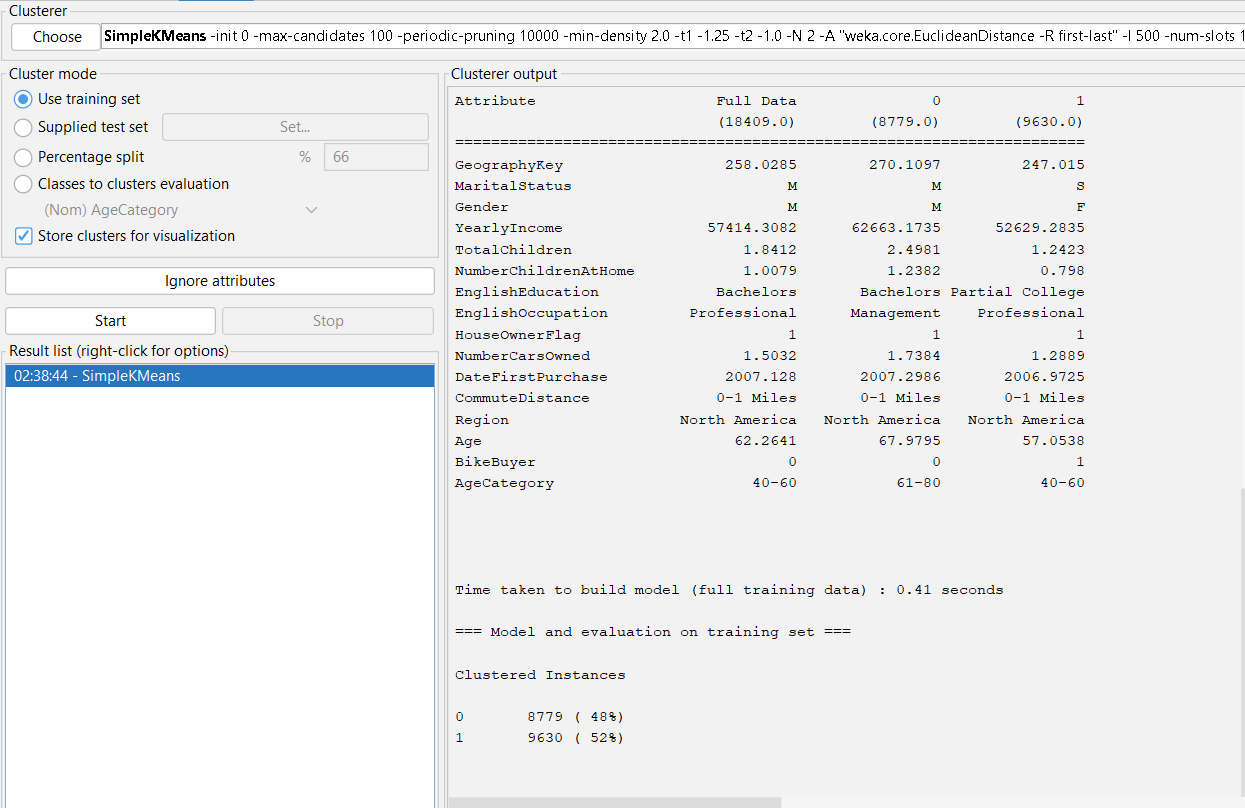 Clusterer
Choose SimpleKMeans -init 0 -max-candidates 100 -periodic-pruning 10000 -min-density 2.0 -t1 -1.25 -t2 -1.0 -N 2 -A "weka.core.EuclideanDistance -R first-last" -I 500 -num-slots 1
Cluster mode
Use training set
Supplied test set Set...
Percentage split % 66
Classes to clusters evaluation
(Nom) AgeCategory
Store clusters for visualization
Ignore attributes
Start Stop
Result list (right-click for options)
02:38:44 - SimpleKMeans
Clusterer output
Attribute Full Data 0 1
(18409.0) (8779.0) (9630.0)
========================================================================
GeographyKey 258.0285 270.1097 247.015
MaritalStatus M M S
Gender M M F
YearlyIncome 57414.3082 62663.1735 52629.2835
TotalChildren 1.8412 2.4981 1.2423
NumberChildrenAtHome 1.0079 1.2382 0.798
EnglishEducation Bachelors Bachelors Partial College
EnglishOccupation Professional Management Professional
HouseOwnerFlag 1 1 1
NumberCarsOwned 1.5032 1.7384 1.2889
DateFirstPurchase 2007.128 2007.2986 2006.9725
CommuteDistance 0-1 Miles 0-1 Miles 0-1 Miles
Region North America North America North America
Age 62.2641 67.9795 57.0538
BikeBuyer 0 0 1
AgeCategory 40-60 61-80 40-60
Time taken to build model (full training data) : 0.41 seconds
=== Model and evaluation on training set ===
Clustered Instances
0 8779 ( 48%)
1 9630 ( 52%)